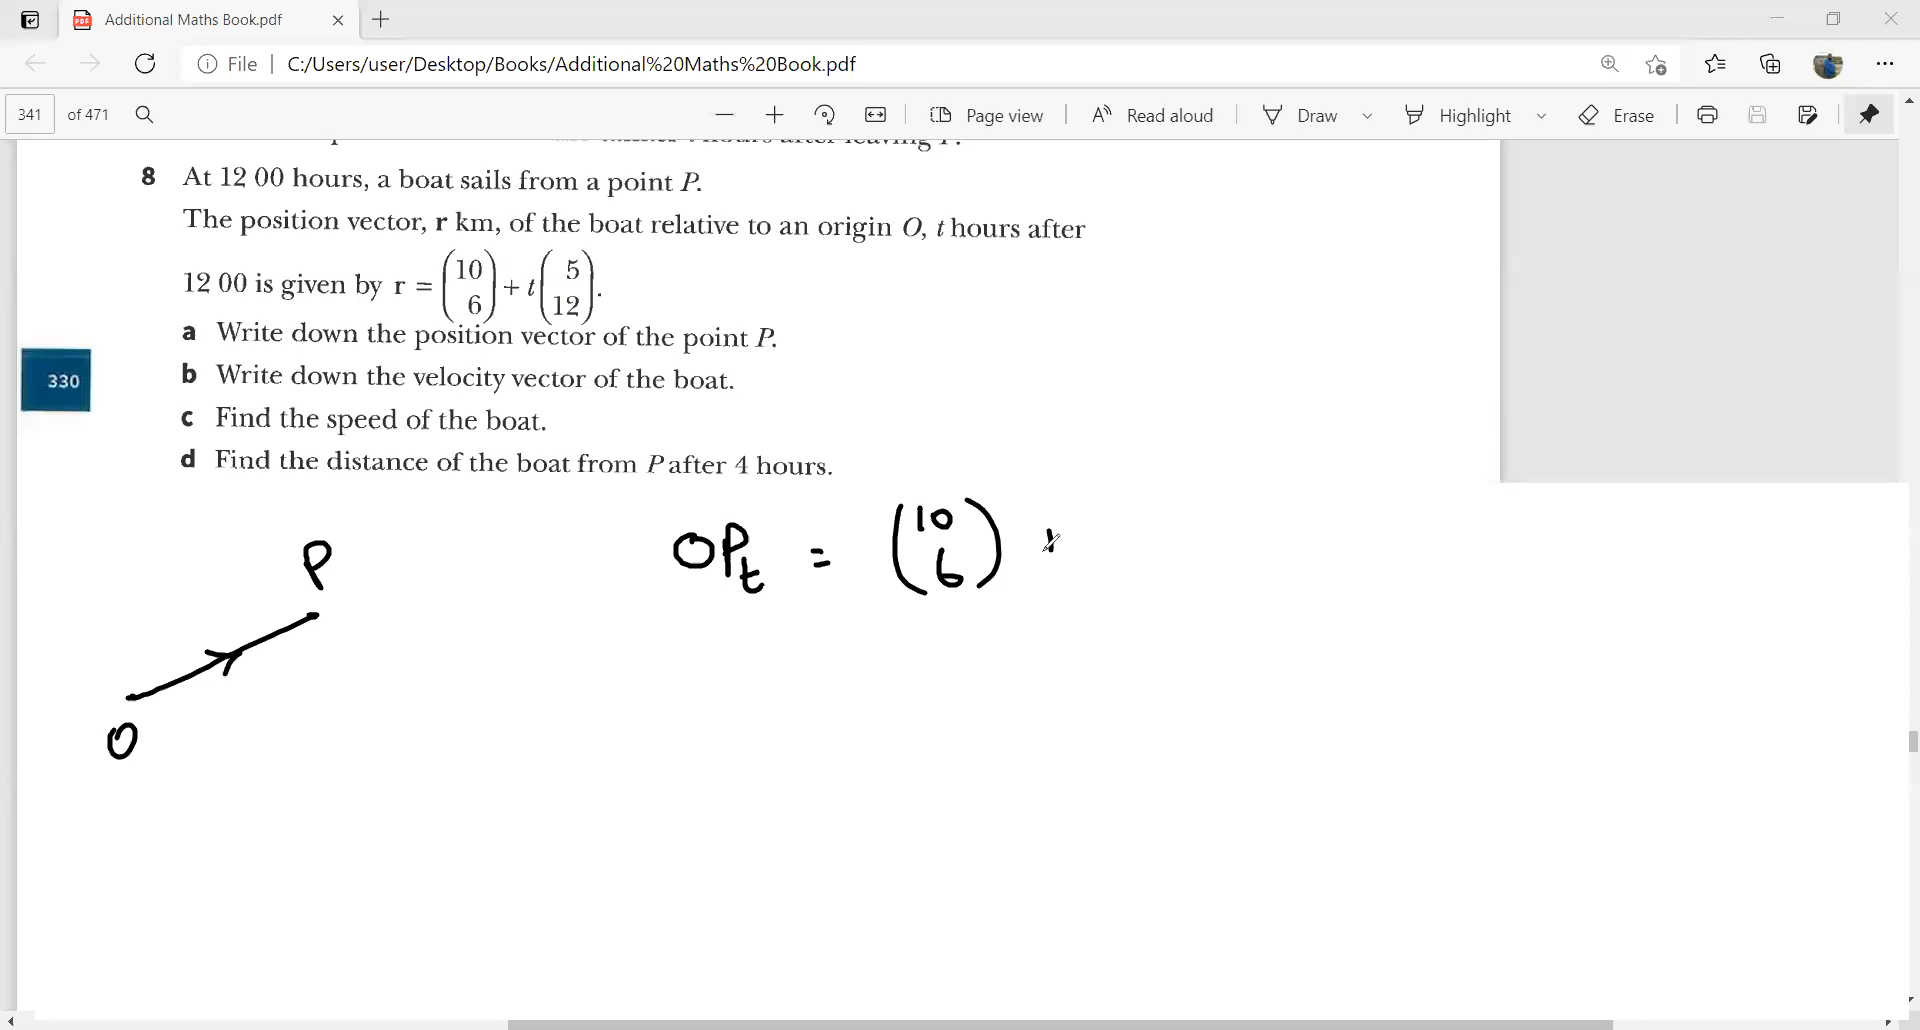 Additional Maths Book.pdf
File | C:/Users/user/Desktop/Books/Additional%20Maths%20Book.pdf
341 of 471 Page view Read aloud Draw Highlight Erase
8 At 12 00 hours, a boat sails from a point P.
The position vector, r km, of the boat relative to an origin O, t hours after
12 00 is given by r = (10 6) + t(5 12).
a Write down the position vector of the point P.
330
b Write down the velocity vector of the boat.
c Find the speed of the boat.
d Find the distance of the boat from P after 4 hours.
P
OPt = (10 6)
O